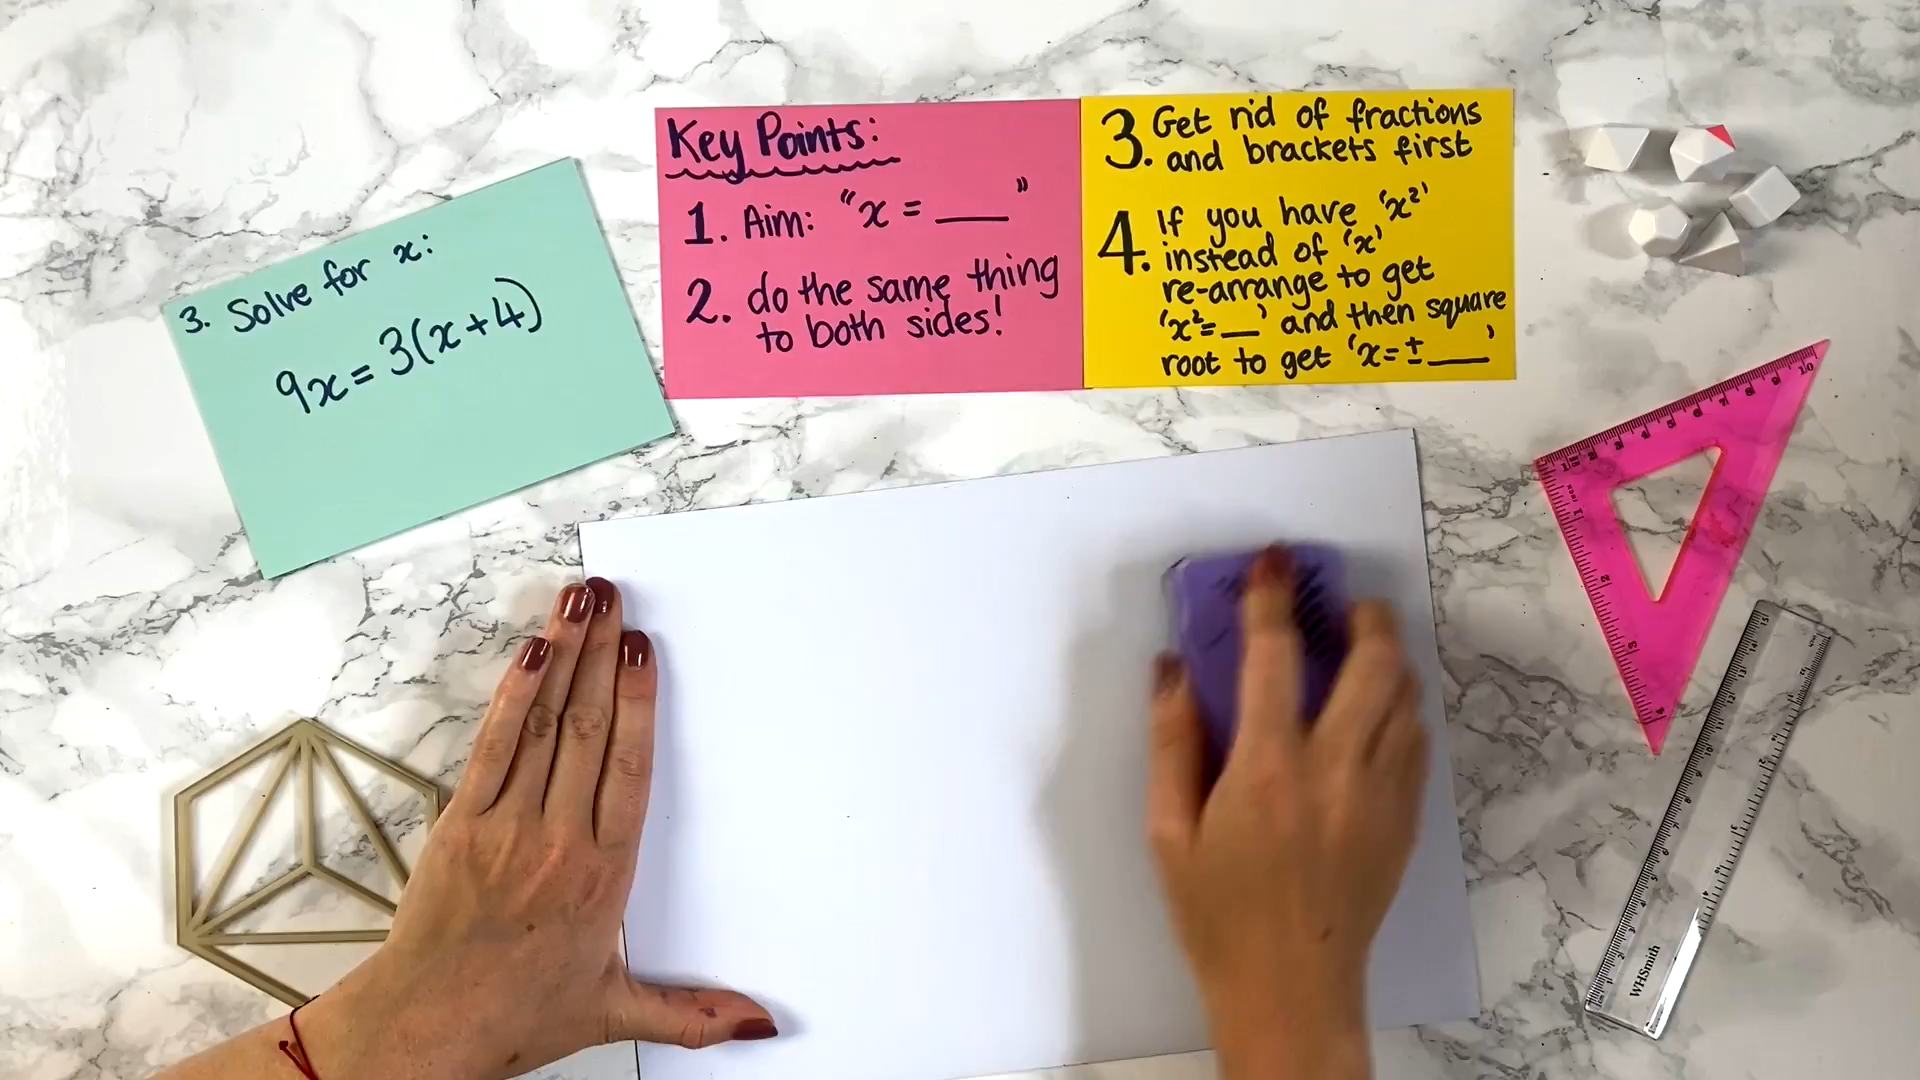 3. Solve for x:
9x = 3(x+4)
Key Points:
1. Aim: "x = ___"
2. do the same thing
to both sides!
3. Get rid of fractions
and brackets first
4. If you have 'x²'
instead of 'x'
re-arrange to get
'x²=__' and then square
root to get 'x=±___'
WHSmith